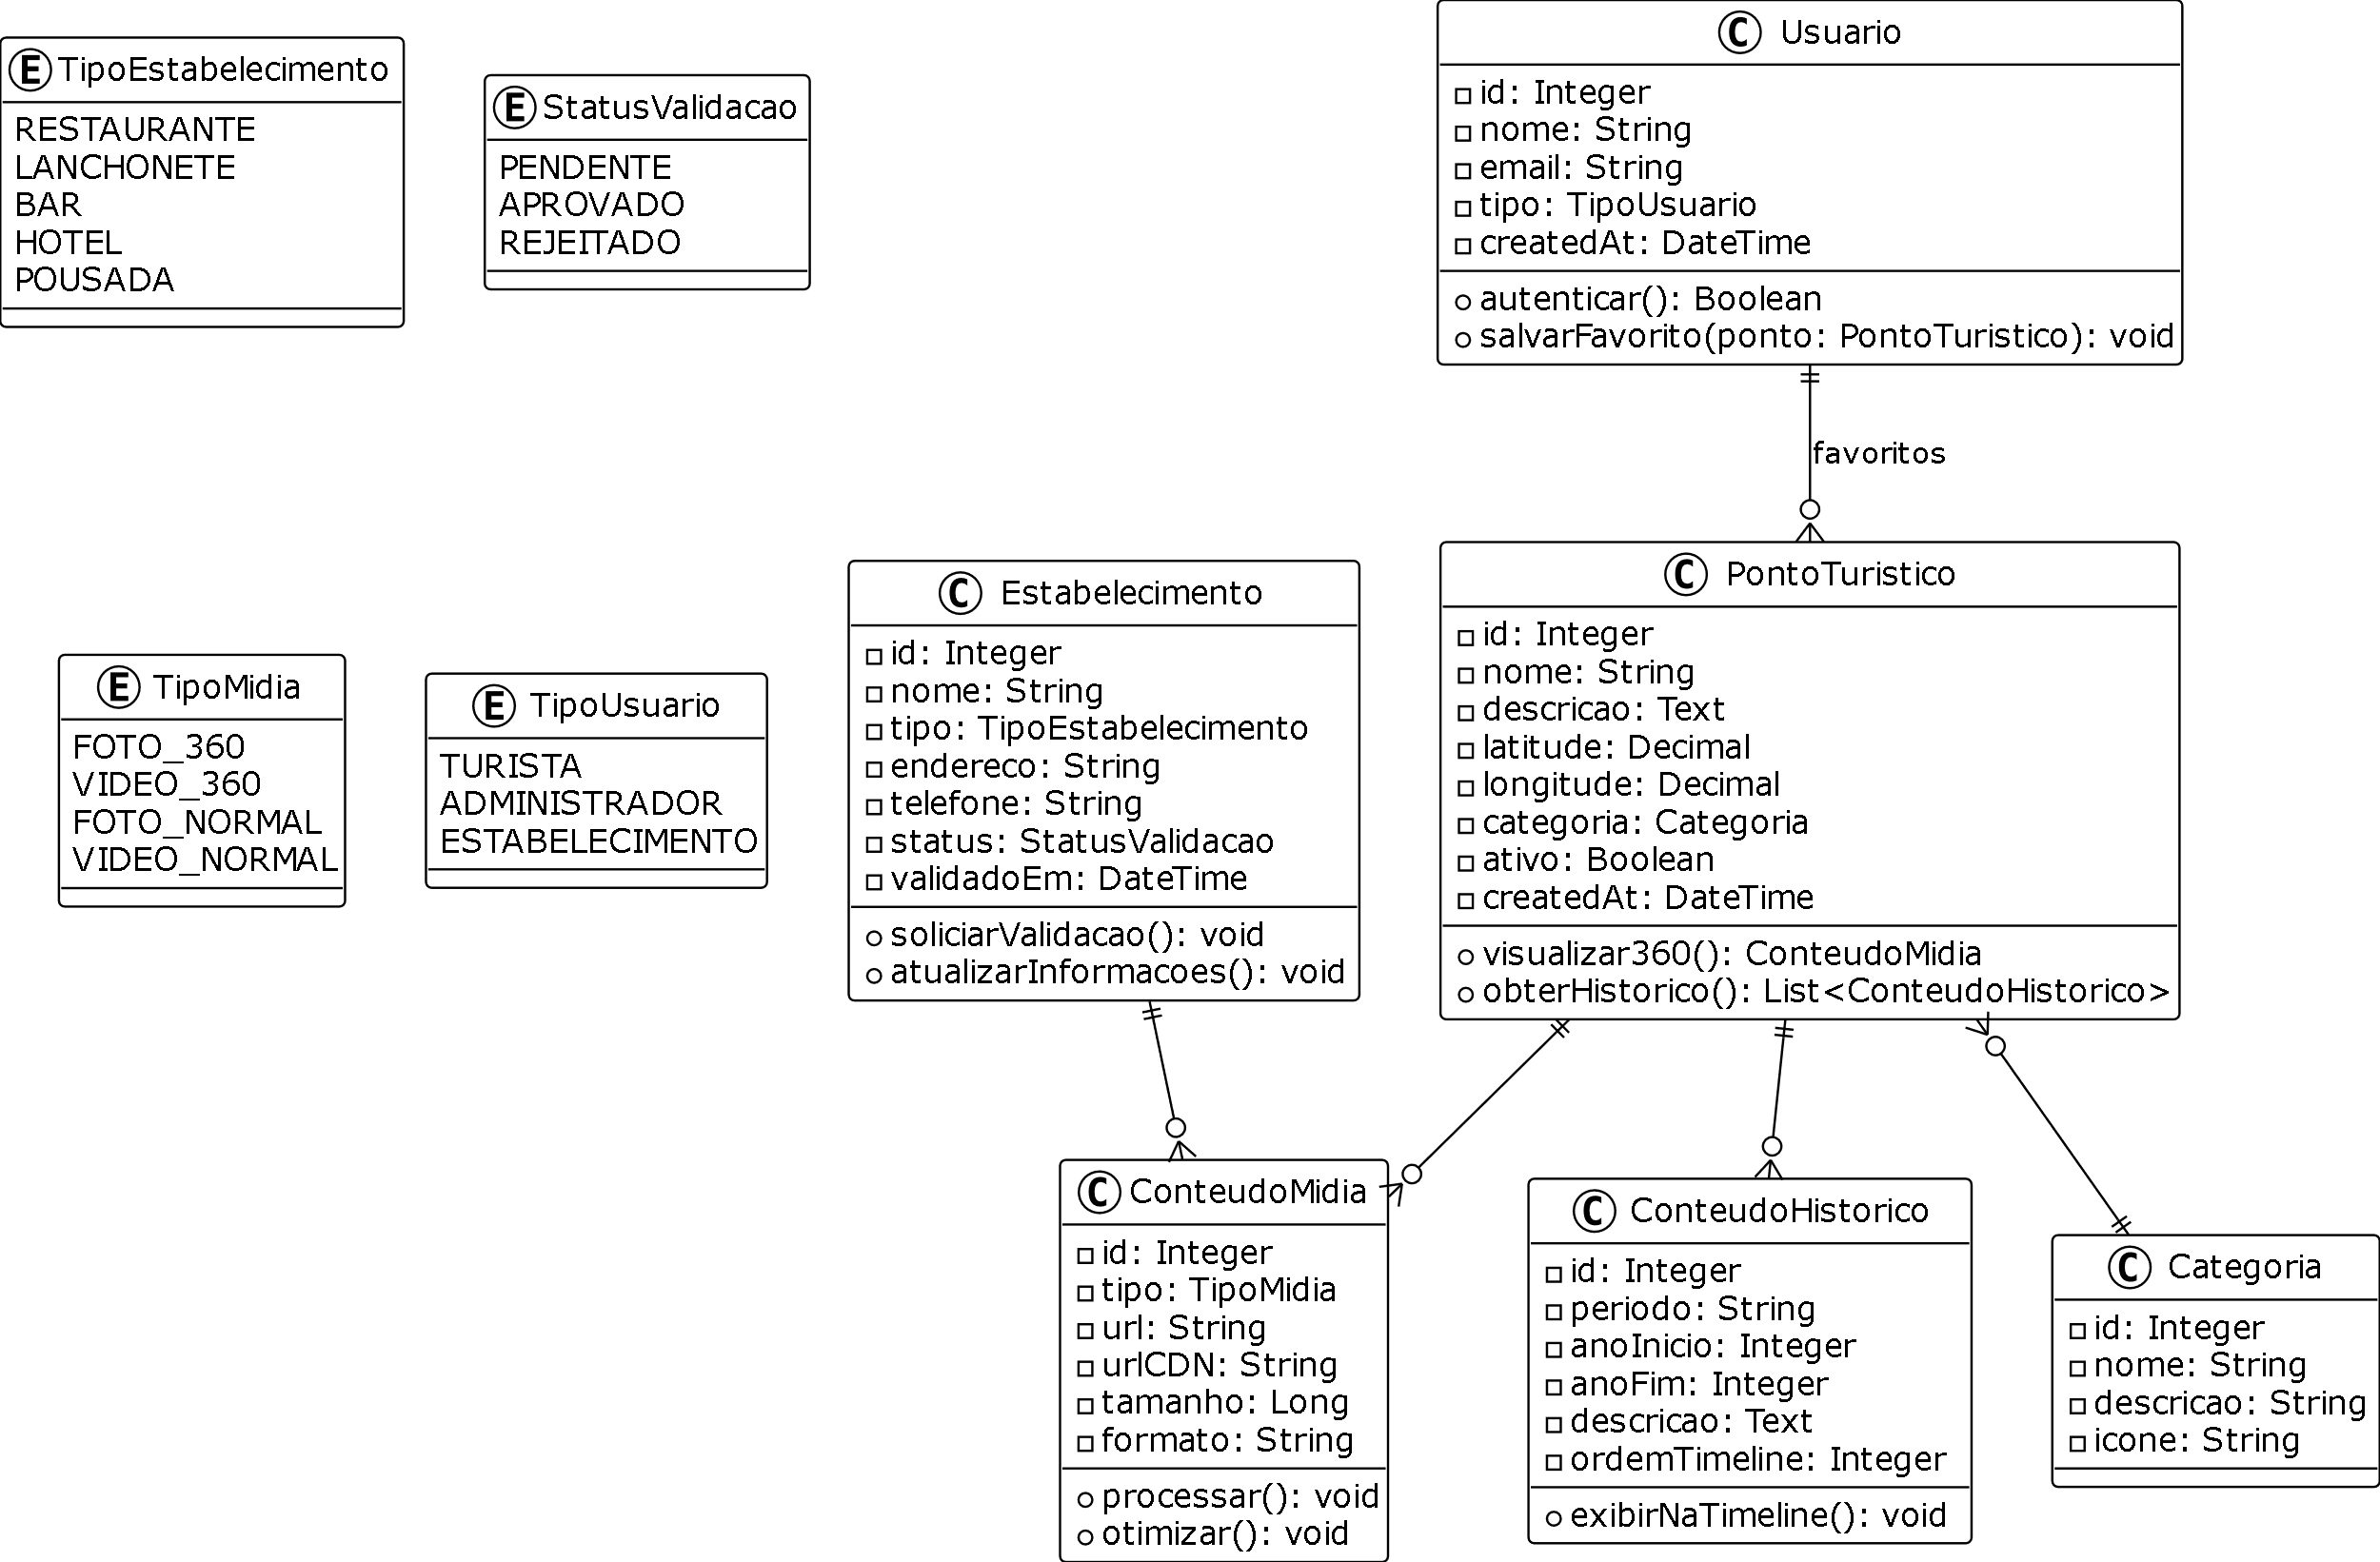 E TipoEstabelecimento
RESTAURANTE
LANCHONETE
BAR
HOTEL
POUSADA
E StatusValidacao
PENDENTE
APROVADO
REJEITADO
C Usuario
id: Integer
nome: String
email: String
tipo: TipoUsuario
createdAt: DateTime
autenticar(): Boolean
salvarFavorito(ponto: PontoTuristico): void
favoritos
E TipoMidia
FOTO_360
VIDEO_360
FOTO_NORMAL
VIDEO_NORMAL
E TipoUsuario
TURISTA
ADMINISTRADOR
ESTABELECIMENTO
C Estabelecimento
id: Integer
nome: String
tipo: TipoEstabelecimento
endereco: String
telefone: String
status: StatusValidacao
validadoEm: DateTime
soliciarValidacao(): void
atualizarInformacoes(): void
C PontoTuristico
id: Integer
nome: String
descricao: Text
latitude: Decimal
longitude: Decimal
categoria: Categoria
ativo: Boolean
createdAt: DateTime
visualizar360(): ConteudoMidia
obterHistorico(): List<ConteudoHistorico>
C ConteudoMidia
id: Integer
tipo: TipoMidia
url: String
urlCDN: String
tamanho: Long
formato: String
processar(): void
otimizar(): void
C ConteudoHistorico
id: Integer
periodo: String
anoInicio: Integer
anoFim: Integer
descricao: Text
ordemTimeline: Integer
exibirNaTimeline(): void
C Categoria
id: Integer
nome: String
descricao: String
icone: String